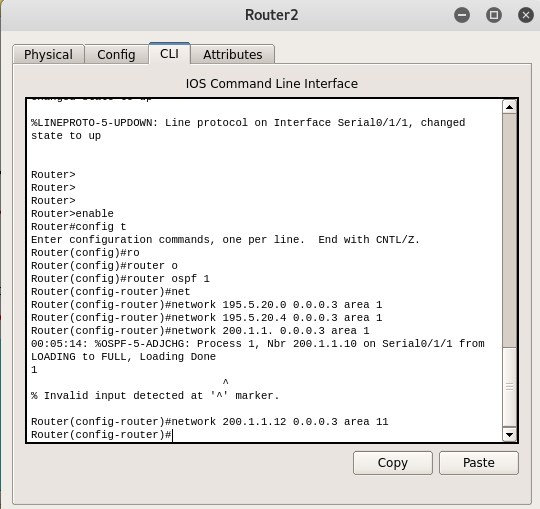 Router2
Physical Config CLI Attributes
IOS Command Line Interface
changed state to up
%LINEPROTO-5-UPDOWN: Line protocol on Interface Serial0/1/1, changed
state to up
Router>
Router>
Router>
Router>enable
Router#config t
Enter configuration commands, one per line.  End with CNTL/Z.
Router(config)#ro
Router(config)#router o
Router(config)#router ospf 1
Router(config-router)#net
Router(config-router)#network 195.5.20.0 0.0.0.3 area 1
Router(config-router)#network 195.5.20.4 0.0.0.3 area 1
Router(config-router)#network 200.1.1. 0.0.0.3 area 1
00:05:14: %OSPF-5-ADJCHG: Process 1, Nbr 200.1.1.10 on Serial0/1/1 from
LOADING to FULL, Loading Done
1
^
% Invalid input detected at '^' marker.
Router(config-router)#network 200.1.1.12 0.0.0.3 area 11
Router(config-router)#
Copy Paste